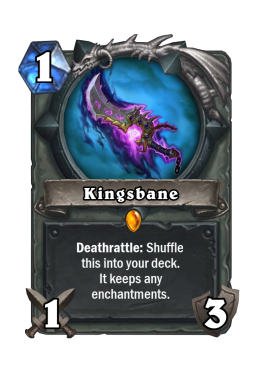 1
Kingsbane
Deathrattle: Shuffle
this into your deck.
It keeps any
enchantments.
1 3